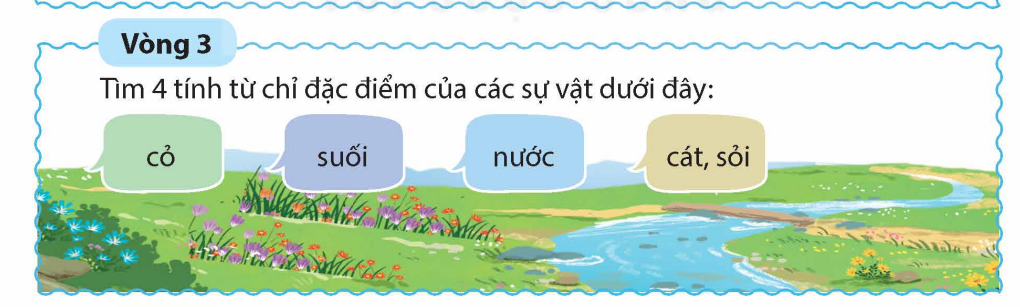 Vòng 3
Tìm 4 tính từ chỉ đặc điểm của các sự vật dưới đây:
cỏ
suối
nước
cát, sỏi